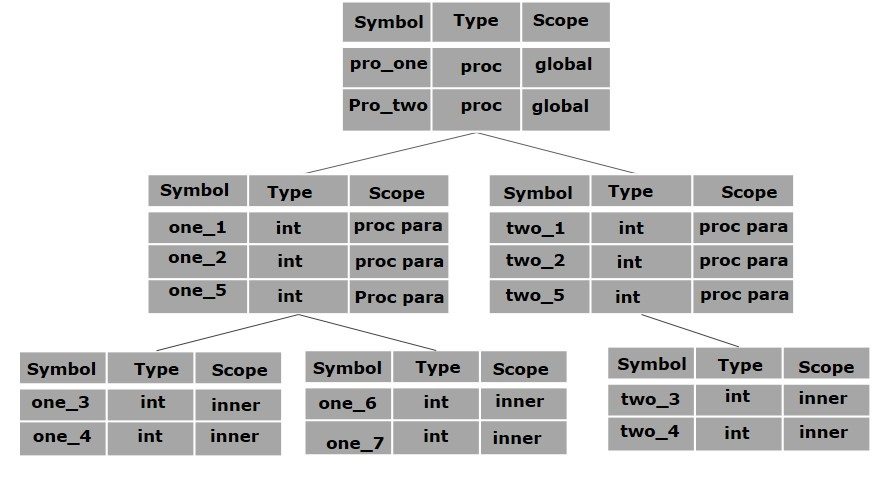 Symbol Type Scope
pro_one proc global
Pro_two proc global
Symbol Type Scope
one_1 int proc para
one_2 int proc para
one_5 int Proc para
Symbol Type Scope
two_1 int proc para
two_2 int proc para
two_5 int proc para
Symbol Type Scope
one_3 int inner
one_4 int inner
Symbol Type Scope
one_6 int inner
one_7 int inner
Symbol Type Scope
two_3 int inner
two_4 int inner